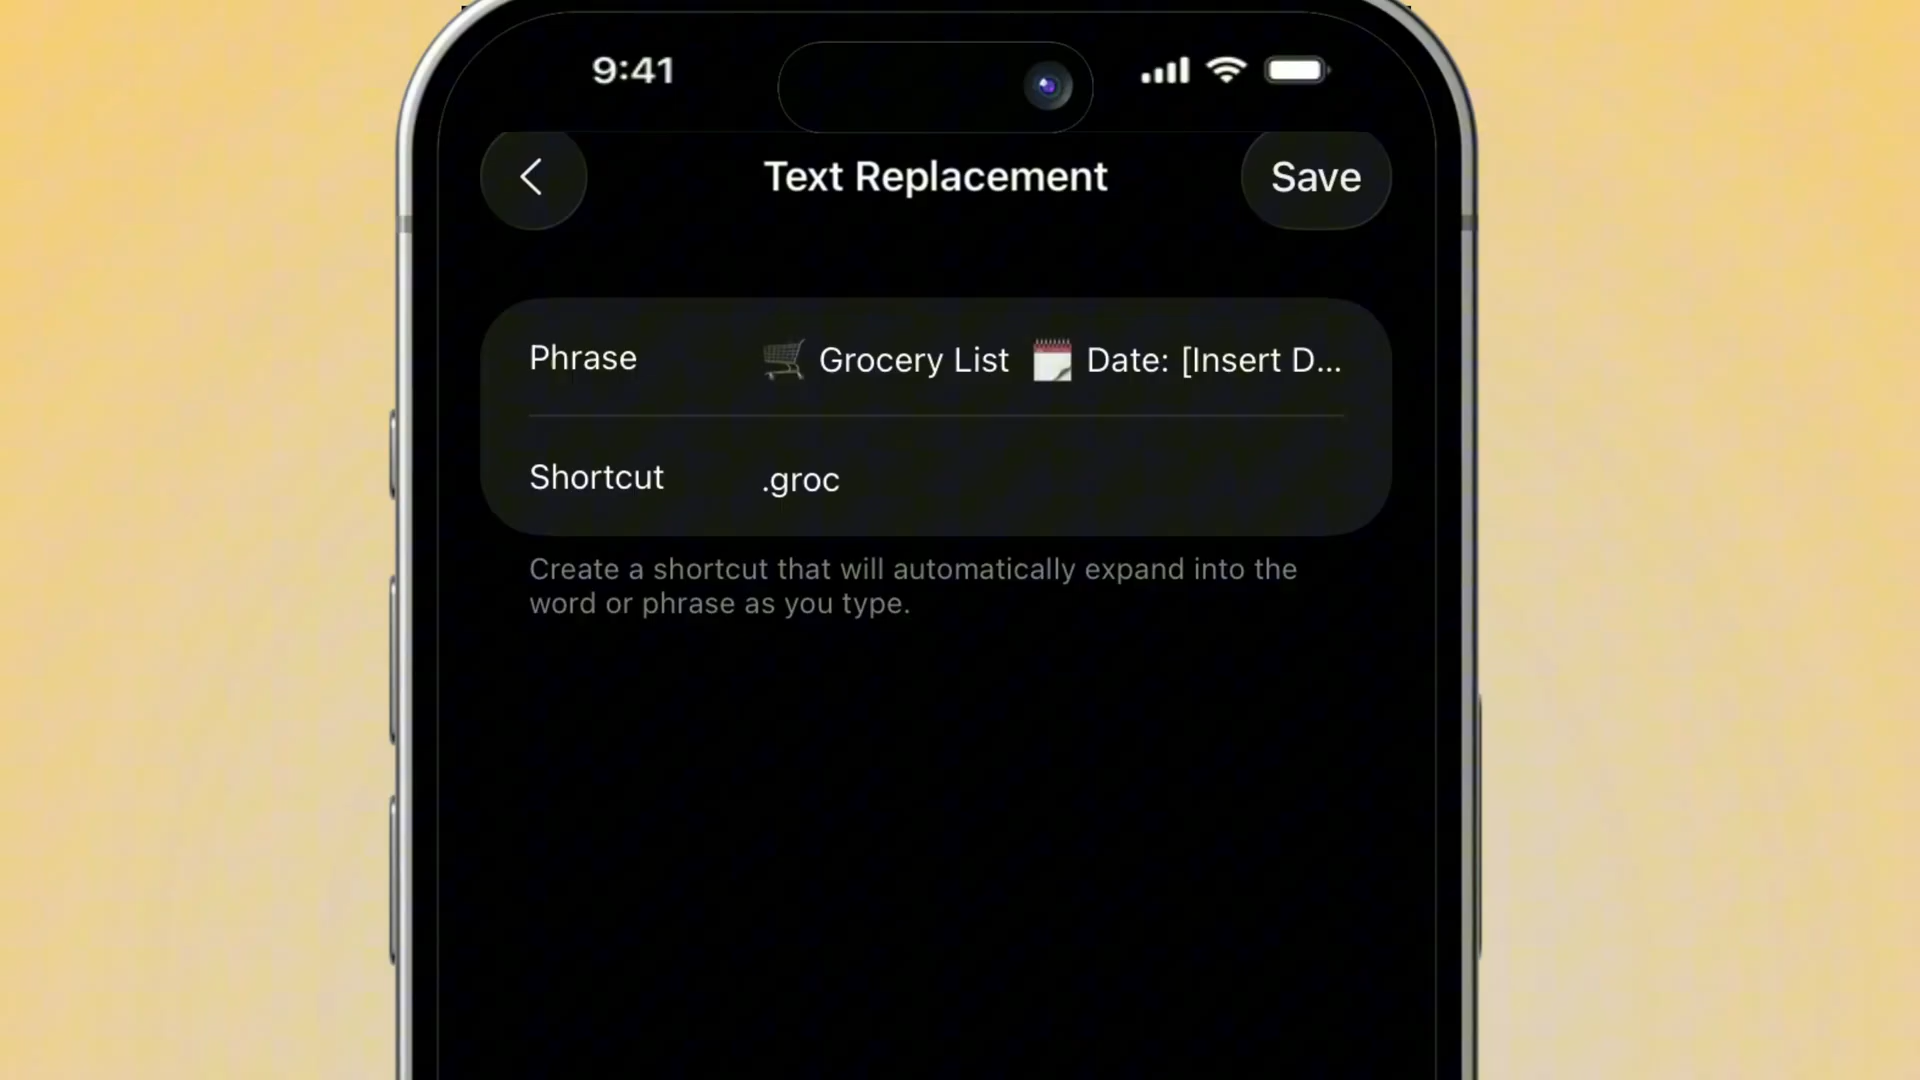 9:41
Text Replacement
Save
Phrase 🛒 Grocery List 🗓️ Date: [Insert D...
Shortcut .groc
Create a shortcut that will automatically expand into the
word or phrase as you type.